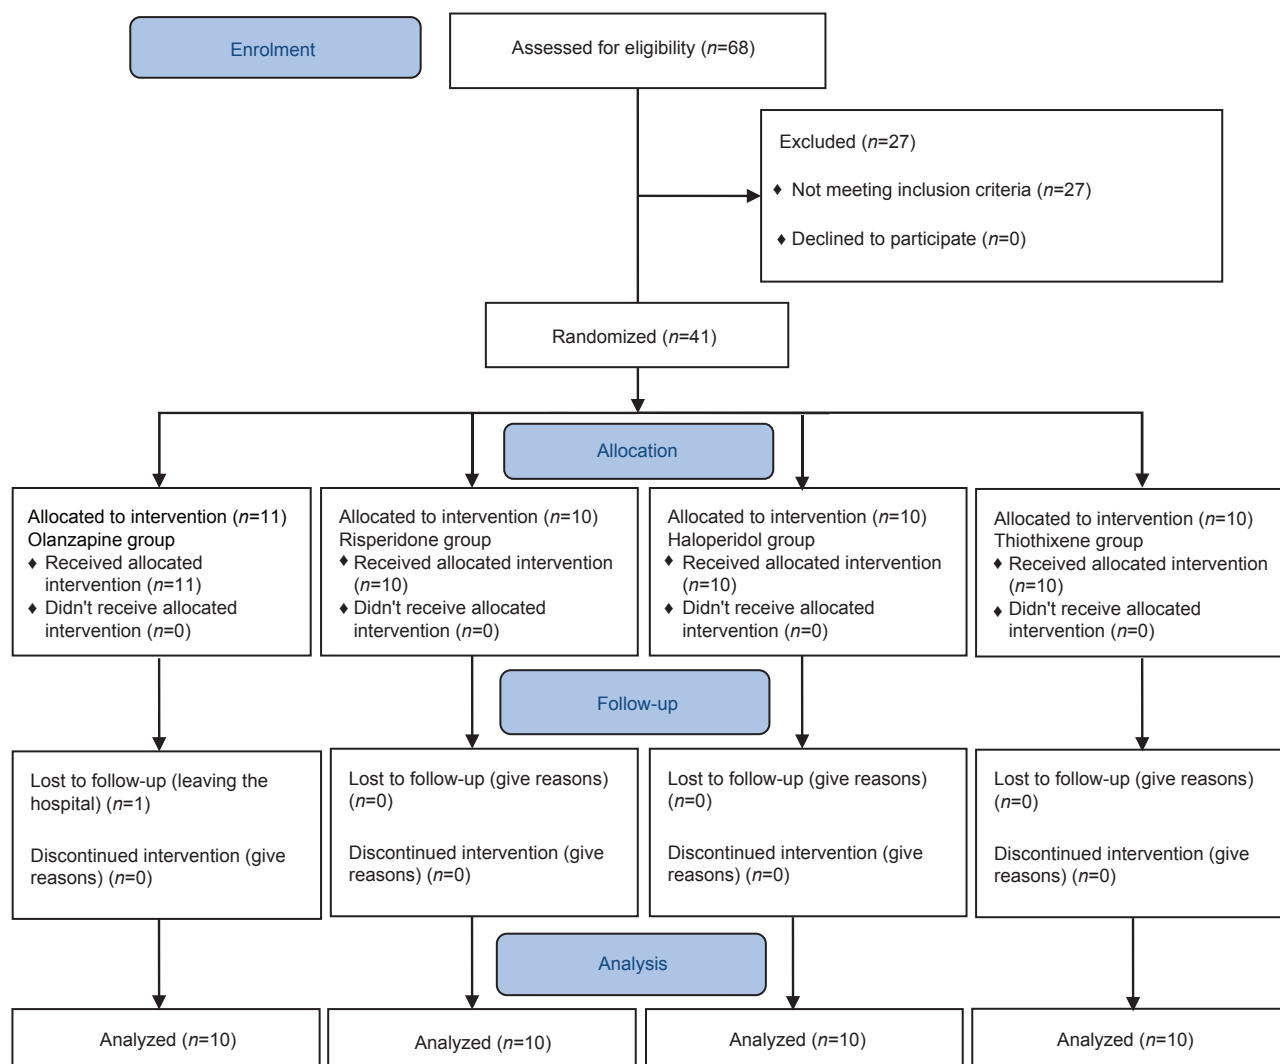 Enrolment
Assessed for eligibility (n=68)
Excluded (n=27)
♦ Not meeting inclusion criteria (n=27)
♦ Declined to participate (n=0)
Randomized (n=41)
Allocation
Allocated to intervention (n=11)
Olanzapine group
♦ Received allocated
intervention (n=11)
♦ Didn't receive allocated
intervention (n=0)
Allocated to intervention (n=10)
Risperidone group
♦ Received allocated intervention
(n=10)
♦ Didn't receive allocated
intervention (n=0)
Allocated to intervention (n=10)
Haloperidol group
♦ Received allocated intervention
(n=10)
♦ Didn't receive allocated
intervention (n=0)
Allocated to intervention (n=10)
Thiothixene group
♦ Received allocated intervention
(n=10)
♦ Didn't receive allocated
intervention (n=0)
Follow-up
Lost to follow-up (leaving the
hospital) (n=1)
Discontinued intervention (give
reasons) (n=0)
Lost to follow-up (give reasons)
(n=0)
Discontinued intervention (give
reasons) (n=0)
Lost to follow-up (give reasons)
(n=0)
Discontinued intervention (give
reasons) (n=0)
Lost to follow-up (give reasons)
(n=0)
Discontinued intervention (give
reasons) (n=0)
Analysis
Analyzed (n=10)
Analyzed (n=10)
Analyzed (n=10)
Analyzed (n=10)